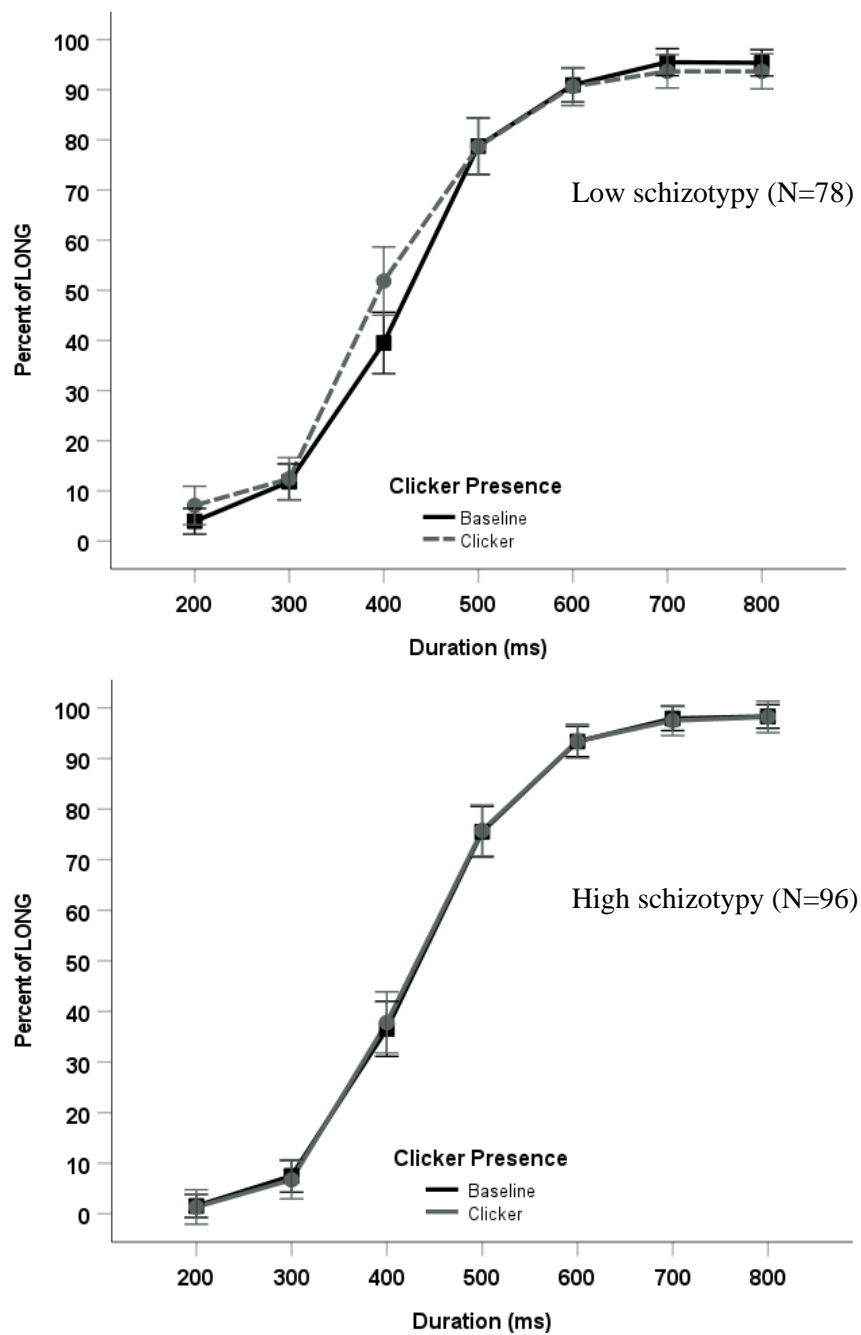 100
90
80
70
60
50
40
30
20
10
0
Percent of LONG
Low schizotypy (N=78)
Clicker Presence
Baseline
Clicker
200 300 400 500 600 700 800
Duration (ms)
100
90
80
70
60
50
40
30
20
10
0
Percent of LONG
High schizotypy (N=96)
Clicker Presence
Baseline
Clicker
200 300 400 500 600 700 800
Duration (ms)